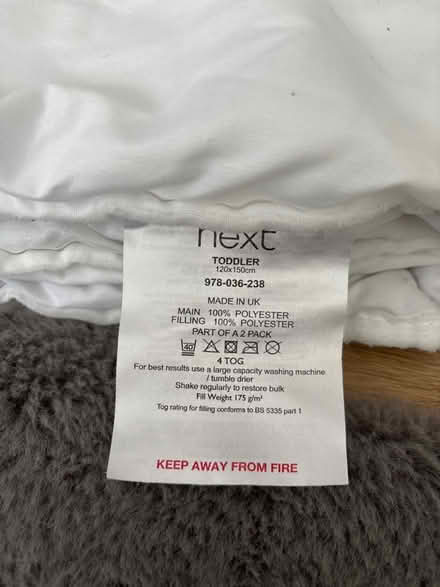 next
TODDLER
120x150cm
978-036-238
MADE IN UK
MAIN 100% POLYESTER
FILLING 100% POLYESTER
PART OF A 2 PACK
40
4 TOG
For best results use a large capacity washing machine
/ tumble drier
Shake regularly to restore bulk
Fill Weight 175 g/m²
Tog rating for filling conforms to BS 5335 part 1
KEEP AWAY FROM FIRE